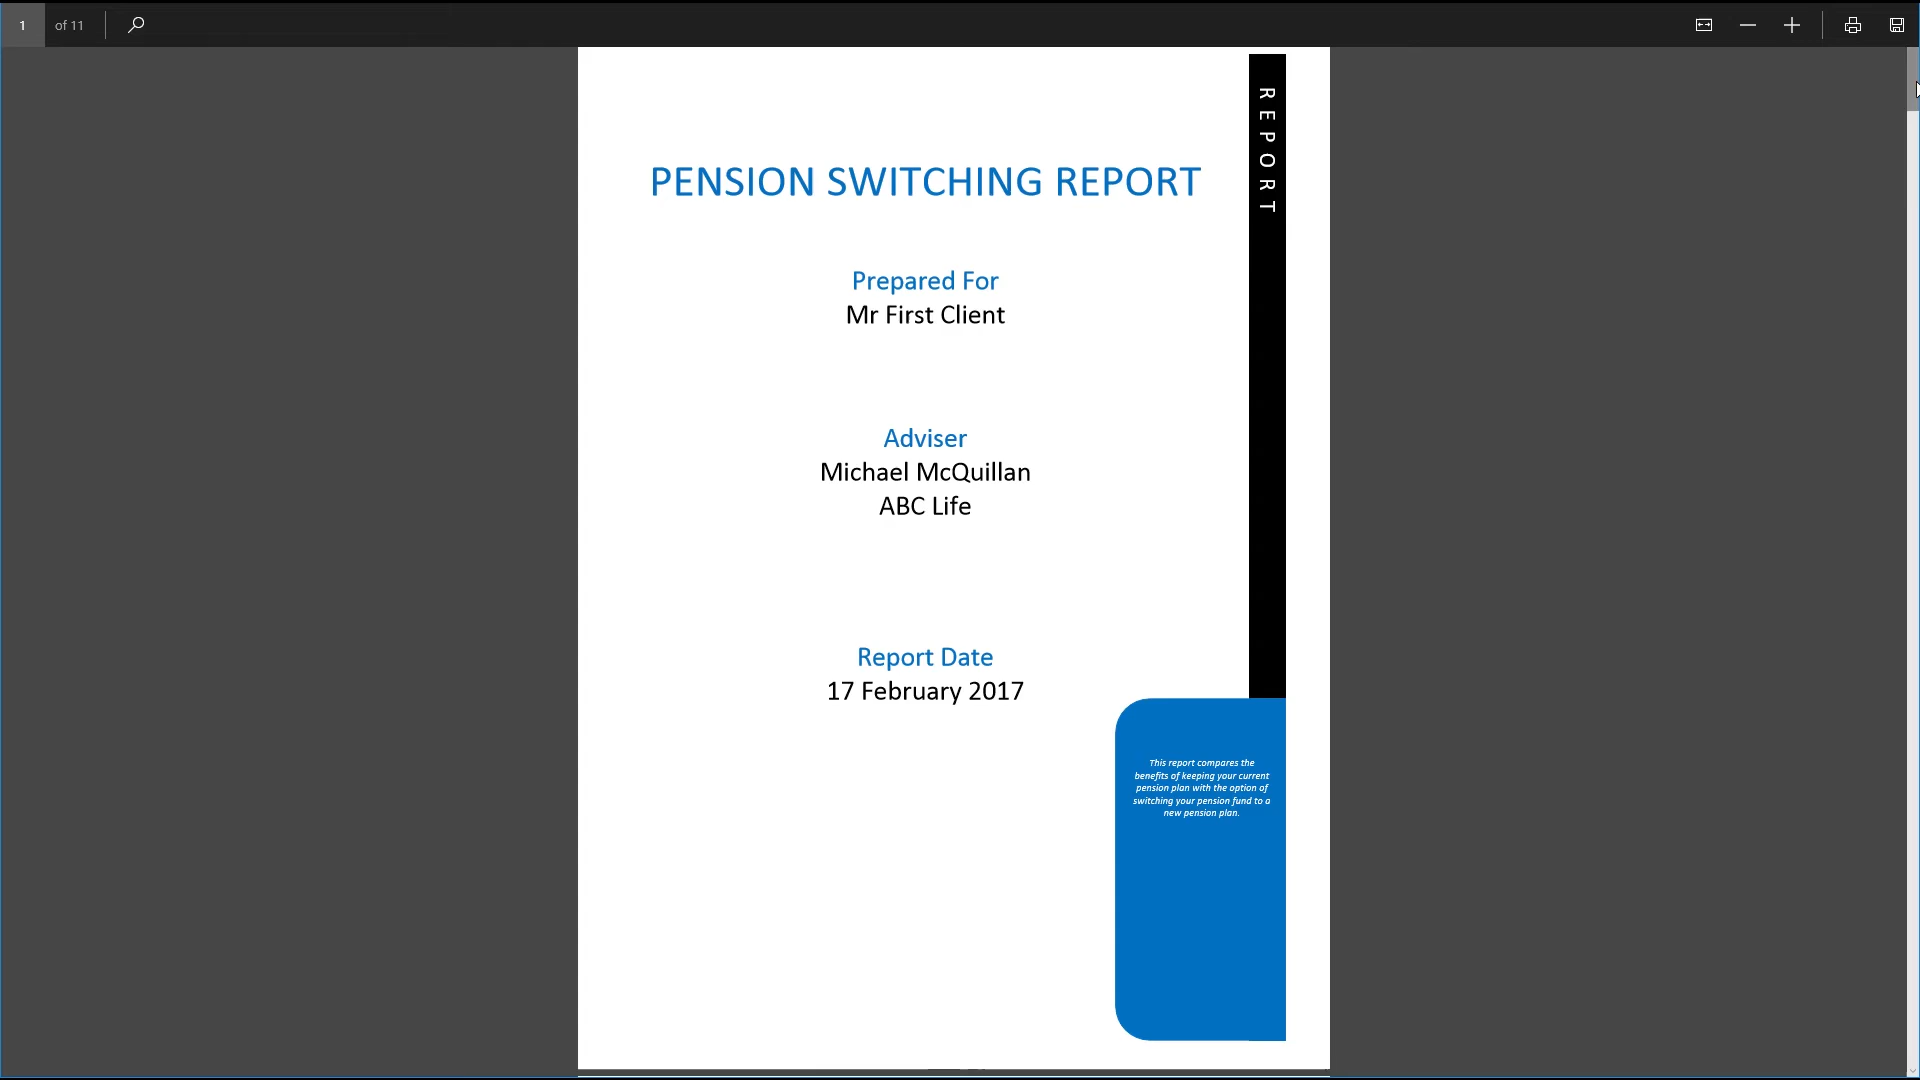 1 of 11
REPORT
PENSION SWITCHING REPORT
Prepared For
Mr First Client
Adviser
Michael McQuillan
ABC Life
Report Date
17 February 2017
This report compares the
benefits of keeping your current
pension plan with the option of
switching your pension fund to a
new pension plan.